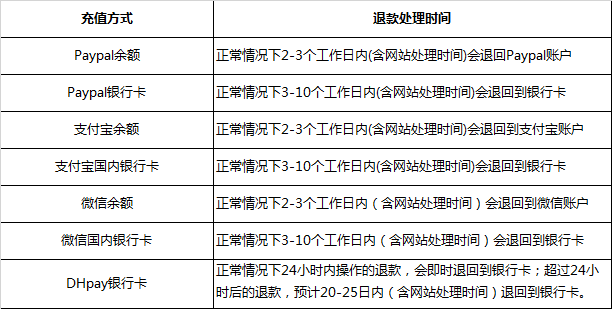 充值方式 退款处理时间
Paypal余额 正常情况下2-3个工作日内(含网站处理时间)会退回Paypal账户
Paypal银行卡 正常情况下3-10个工作日内(含网站处理时间)会退回到银行卡
支付宝余额 正常情况下2-3个工作日内(含网站处理时间)会退回到支付宝账户
支付宝国内银行卡 正常情况下3-10个工作日内(含网站处理时间)会退回到银行卡
微信余额 正常情况下2-3个工作日内（含网站处理时间）会退回到微信账户
微信国内银行卡 正常情况下3-10个工作日内（含网站处理时间）会退回到银行卡
DHpay银行卡 正常情况下24小时内操作的退款，会即时退回到银行卡；超过24小
时后的退款，预计20-25日内（含网站处理时间）退回到银行卡。